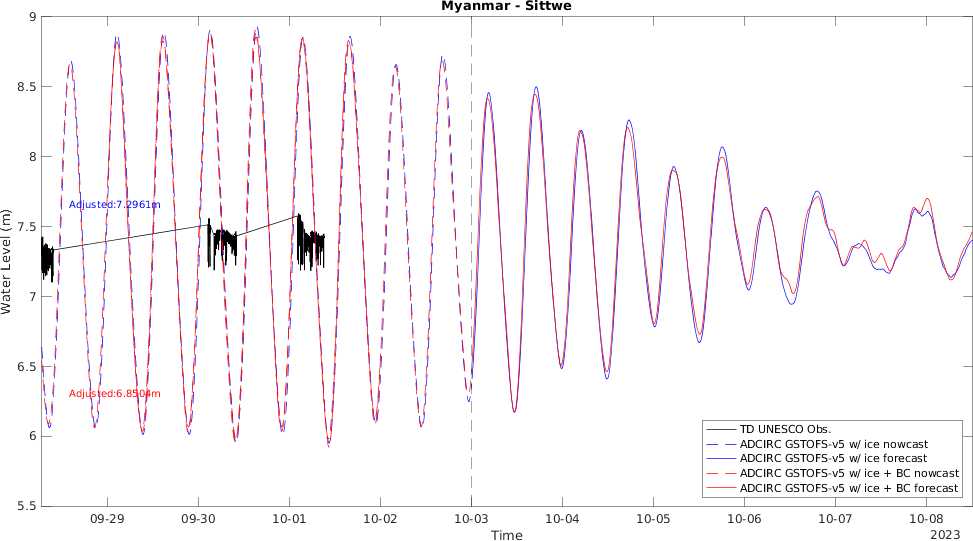 Myanmar - Sittwe
9
8.5
8
7.5
7
6.5
6
5.5
Water Level (m)
Adjusted:7.2961m
Adjusted:6.8504m
TD UNESCO Obs.
ADCIRC GSTOFS-v5 w/ ice nowcast
ADCIRC GSTOFS-v5 w/ ice forecast
ADCIRC GSTOFS-v5 w/ ice + BC nowcast
ADCIRC GSTOFS-v5 w/ ice + BC forecast
09-29 09-30 10-01 10-02 10-03 10-04 10-05 10-06 10-07 10-08
Time
2023